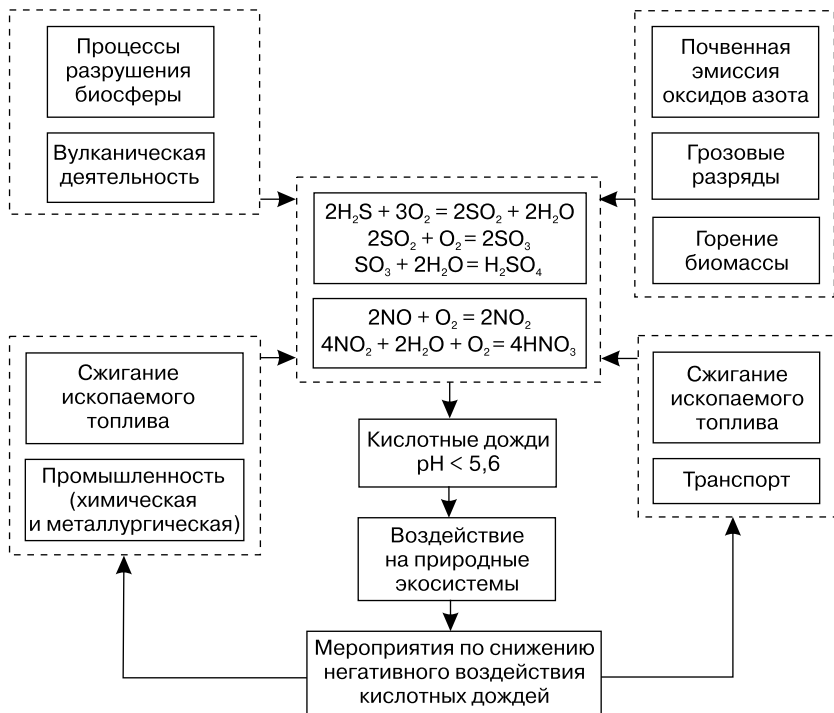 Процессы
разрушения
биосферы
Вулканическая
деятельность
Почвенная
эмиссия
оксидов азота
Грозовые
разряды
Горение
биомассы
2H₂S + 3O₂ = 2SO₂ + 2H₂O
2SO₂ + O₂ = 2SO₃
SO₃ + 2H₂O = H₂SO₄
2NO + O₂ = 2NO₂
4NO₂ + 2H₂O + O₂ = 4HNO₃
Сжигание
ископаемого
топлива
Промышленность
(химическая
и металлургическая)
Сжигание
ископаемого
топлива
Транспорт
Кислотные дожди
pH < 5,6
Воздействие
на природные
экосистемы
Мероприятия по снижению
негативного воздействия
кислотных дождей